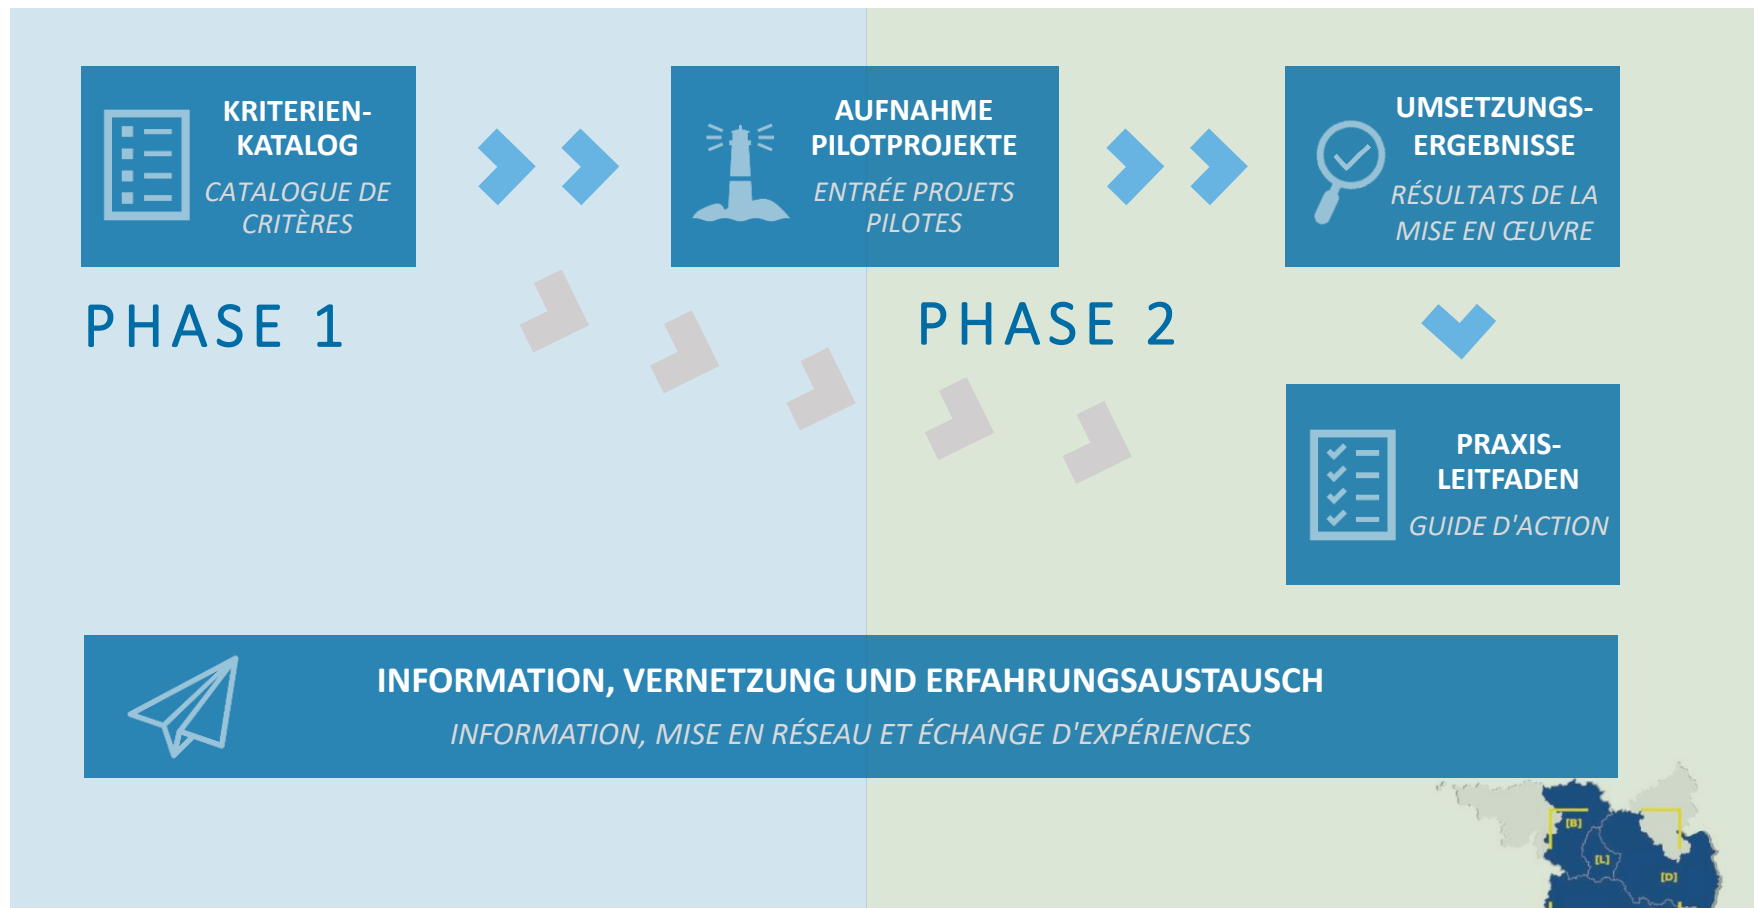 KRITERIEN-
KATALOG
CATALOGUE DE
CRITÈRES
AUFNAHME
PILOTPROJEKTE
ENTRÉE PROJETS
PILOTES
UMSETZUNGS-
ERGEBNISSE
RÉSULTATS DE LA
MISE EN ŒUVRE
PHASE 1
PHASE 2
PRAXIS-
LEITFADEN
GUIDE D'ACTION
INFORMATION, VERNETZUNG UND ERFAHRUNGSAUSTAUSCH
INFORMATION, MISE EN RÉSEAU ET ÉCHANGE D'EXPÉRIENCES
[B]
[L]
[D]